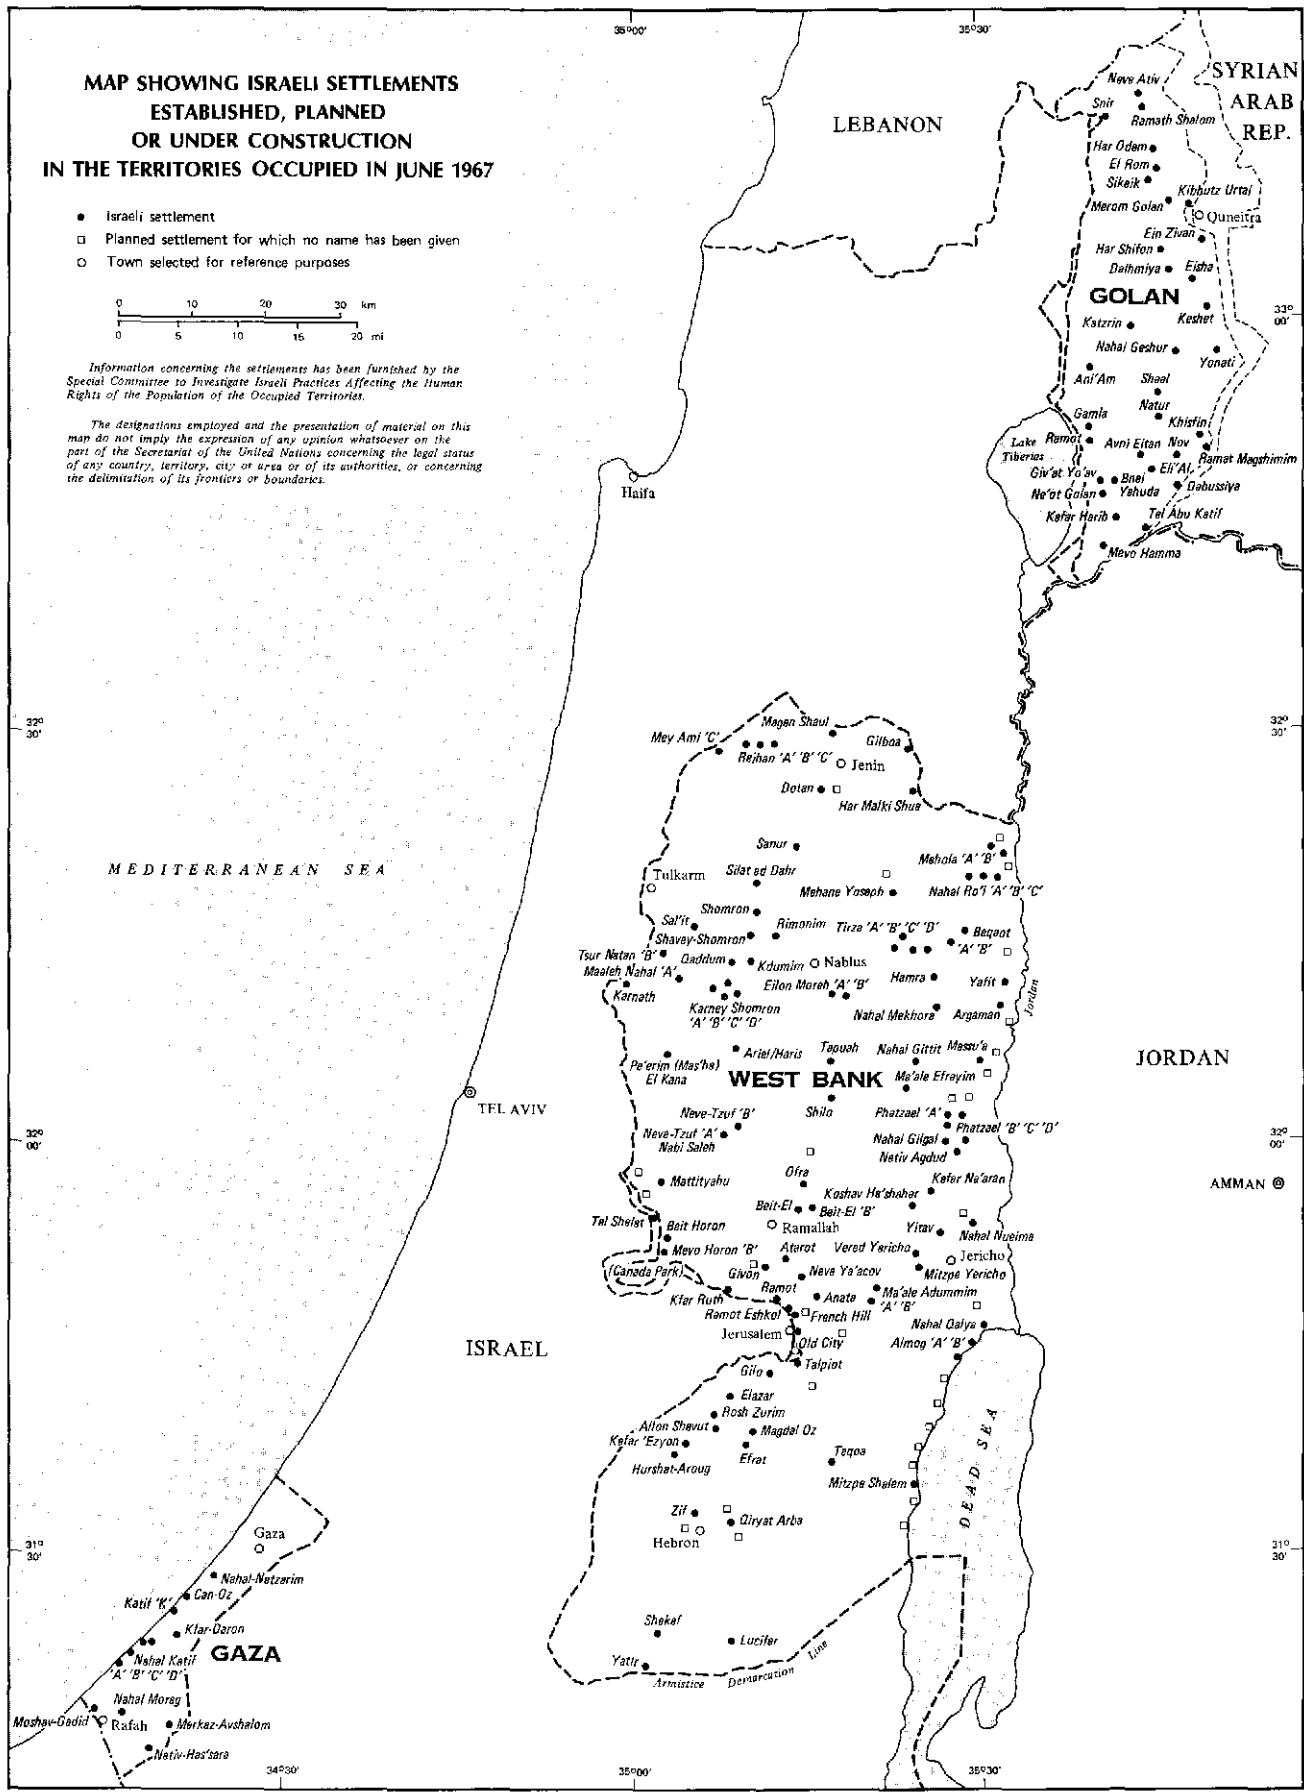 MAP SHOWING ISRAELI SETTLEMENTS
ESTABLISHED, PLANNED
OR UNDER CONSTRUCTION
IN THE TERRITORIES OCCUPIED IN JUNE 1967
Israeli settlement
Planned settlement for which no name has been given
Town selected for reference purposes
0 10 20 30 km
0 5 10 15 20 mi
Information concerning the settlements has been furnished by the
Special Committee to Investigate Israeli Practices Affecting the Human
Rights of the Population of the Occupied Territories.
The designations employed and the presentation of material on this
map do not imply the expression of any opinion whatsoever on the
part of the Secretariat of the United Nations concerning the legal status
of any country, territory, city or area or of its authorities, or concerning
the delimitation of its frontiers or boundaries.
35°00'
35°30'
LEBANON
SYRIAN
ARAB
REP.
Neve Ativ
Snir
Ramath Shalom
Har Odem
El Rom
Sikeik
Kibbutz Urtal
Merom Golan
Quneitra
Ein Zivan
Har Shifon
Dalhmiya
Eisha
GOLAN
33°
00'
Keshet
Katzrin
Nahal Geshur
Yonati
Ani'Am
Shaal
Natur
Gamla
Khisfin
Lake
Tiberias
Ramot
Avni Eitan
Nov
Ramat Magshimim
Eli'Al
Giv'at Yo'av
Bnei
Yehuda
Ne'ot Golan
Dabussiya
Kafar Harib
Tel Abu Katif
Mevo Hamma
Haifa
32°
30'
32°
30'
Magen Shaul
Mey Ami 'C'
Gilboa
Reihan 'A' 'B' 'C'
Jenin
Dotan
Har Malki Shua
MEDITERRANEAN SEA
Sanur
Mehola 'A' 'B'
Tulkarm
Silat ed Dahr
Mehane Yoseph
Nahal Ro'i 'A' 'B' 'C'
Shomron
Sal'it
Rimonim
Tirza 'A' 'B' 'C' 'D'
Beqaot
'A' 'B'
Shavey-Shomron
Tsur Natan 'B'
Qaddum
Kdumim
Nablus
Maaleh Nahal 'A'
Hamra
Yafit
Karnath
Eilon Moreh 'A' 'B'
Karney Shomron
'A' 'B' 'C' 'D'
Nahal Mekhora
Argaman
Jordan
Ariel/Haris
Tapuah
Nahal Gittit
Massu'a
Pe'erim (Mas'ha)
El Kana
WEST BANK
Ma'ale Efrayim
JORDAN
TEL AVIV
Shilo
Phatzael 'A'
Neve-Tzuf 'B'
Phatzael 'B' 'C' 'D'
Neve-Tzuf 'A'
Nabi Saleh
Nahal Gilgal
Netiv Agdud
32°
00'
32°
00'
AMMAN
Mattityahu
Ofra
Kefar Na'aran
Koshav Ha'shahar
Beit-El
Beit-El 'B'
Tel Shelet
Beit Horon
Ramallah
Yitav
Nahal Nueima
Mevo Horon 'B'
Atarot
Vered Yericho
Jericho
(Canada Park)
Givon
Neve Ya'acov
Mitzpe Yericho
Kfar Ruth
Ramot
Anata
Ma'ale Adummim
'A' 'B'
Ramot Eshkol
French Hill
Nahal Qalya
Jerusalem
Old City
Almog 'A' 'B'
ISRAEL
Talpiot
Gilo
Elazar
Rosh Zurim
Allon Shevut
Magdal Oz
Kefar 'Ezyon
Efrat
Teqoa
Hurshat-Aroug
Mitzpe Shalem
DEAD SEA
Zif
Qiryat Arba
Hebron
31°
30'
31°
30'
Gaza
Nahal-Netzarim
Can-Oz
Katif 'K'
Kfar-Daron
GAZA
Nahal Katif
'A' 'B' 'C' 'D'
Nahal Morag
Moshav-Gadid
Rafah
Merkaz-Avshalom
Netiv-Has'sara
Shekef
Lucifer
Yatir
Armistice Demarcation Line
34°30'
35°00'
35°30'